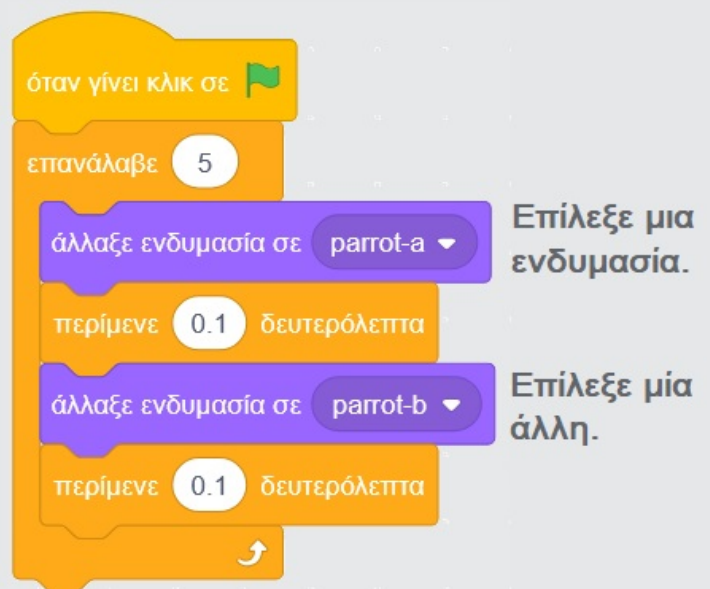 όταν γίνει κλικ σε
επανάλαβε 5
άλλαξε ενδυμασία σε parrot-a
Επίλεξε μια
ενδυμασία.
περίμενε 0.1 δευτερόλεπτα
άλλαξε ενδυμασία σε parrot-b
Επίλεξε μία
άλλη.
περίμενε 0.1 δευτερόλεπτα